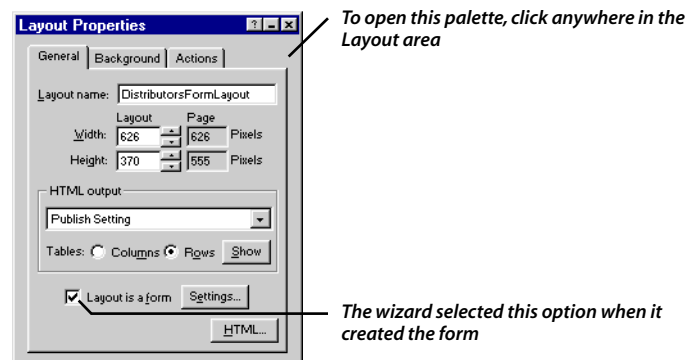 Layout Properties
To open this palette, click anywhere in the
Layout area
General Background Actions
Layout name: DistributorsFormLayout
Layout Page
Width: 626 626 Pixels
Height: 370 555 Pixels
HTML output
Publish Setting
Tables: Columns Rows Show
Layout is a form Settings...
HTML...
The wizard selected this option when it
created the form